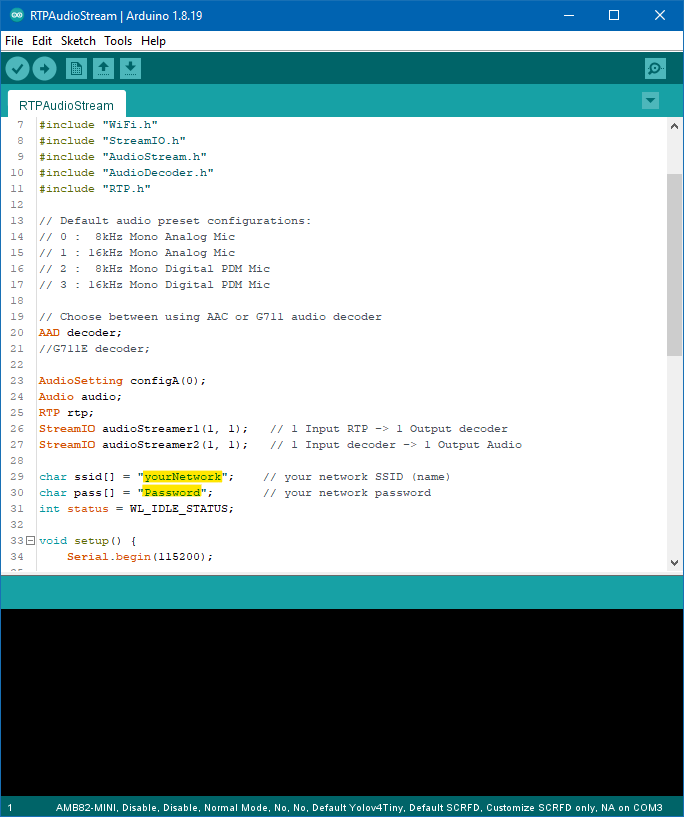 RTPAudioStream | Arduino 1.8.19
File Edit Sketch Tools Help
RTPAudioStream
7 #include "WiFi.h"
8 #include "StreamIO.h"
9 #include "AudioStream.h"
10 #include "AudioDecoder.h"
11 #include "RTP.h"
12
13 // Default audio preset configurations:
14 // 0 :  8kHz Mono Analog Mic
15 // 1 : 16kHz Mono Analog Mic
16 // 2 :  8kHz Mono Digital PDM Mic
17 // 3 : 16kHz Mono Digital PDM Mic
18
19 // Choose between using AAC or G711 audio decoder
20 AAD decoder;
21 //G711E decoder;
22
23 AudioSetting configA(0);
24 Audio audio;
25 RTP rtp;
26 StreamIO audioStreamer1(1, 1);   // 1 Input RTP -> 1 Output decoder
27 StreamIO audioStreamer2(1, 1);   // 1 Input decoder -> 1 Output Audio
28
29 char ssid[] = "yourNetwork";    // your network SSID (name)
30 char pass[] = "Password";       // your network password
31 int status = WL_IDLE_STATUS;
32
33 void setup() {
34     Serial.begin(115200);
1 AMB82-MINI, Disable, Disable, Normal Mode, No, No, Default Yolov4Tiny, Default SCRFD, Customize SCRFD only, NA on COM3